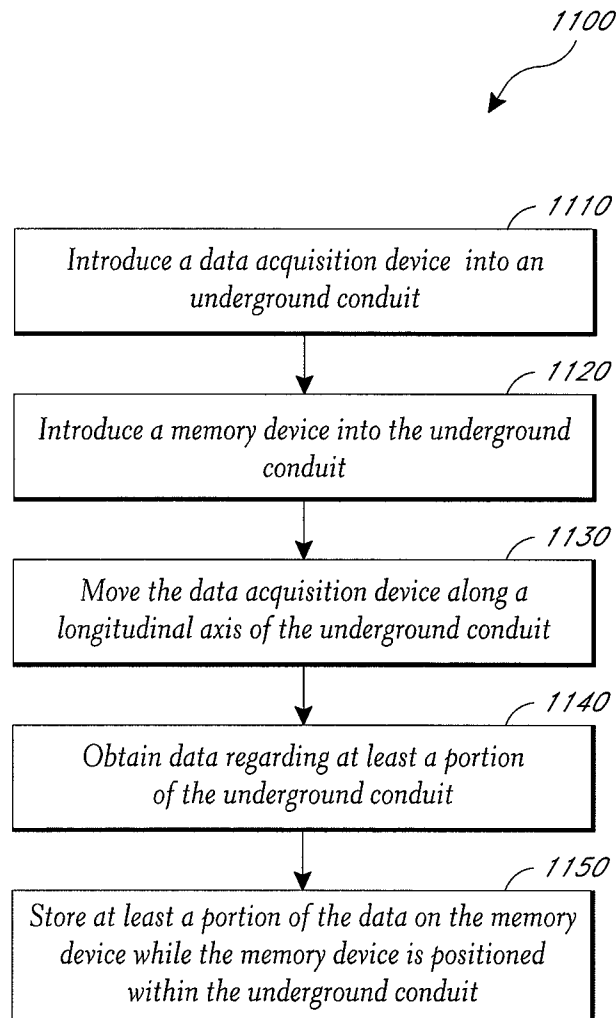 1100
1110
Introduce a data acquisition device into an
underground conduit
1120
Introduce a memory device into the underground
conduit
1130
Move the data acquisition device along a
longitudinal axis of the underground conduit
1140
Obtain data regarding at least a portion
of the underground conduit
1150
Store at least a portion of the data on the memory
device while the memory device is positioned
within the underground conduit